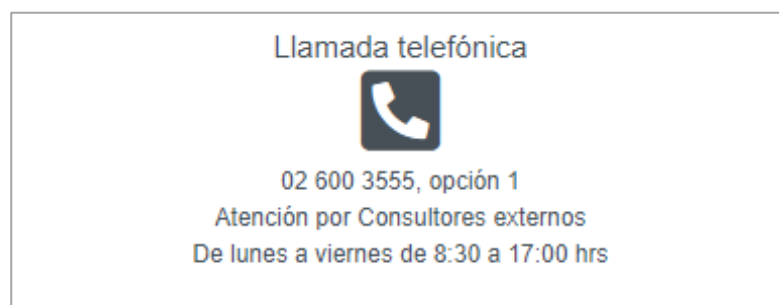 Llamada telefónica
02 600 3555, opción 1
Atención por Consultores externos
De lunes a viernes de 8:30 a 17:00 hrs